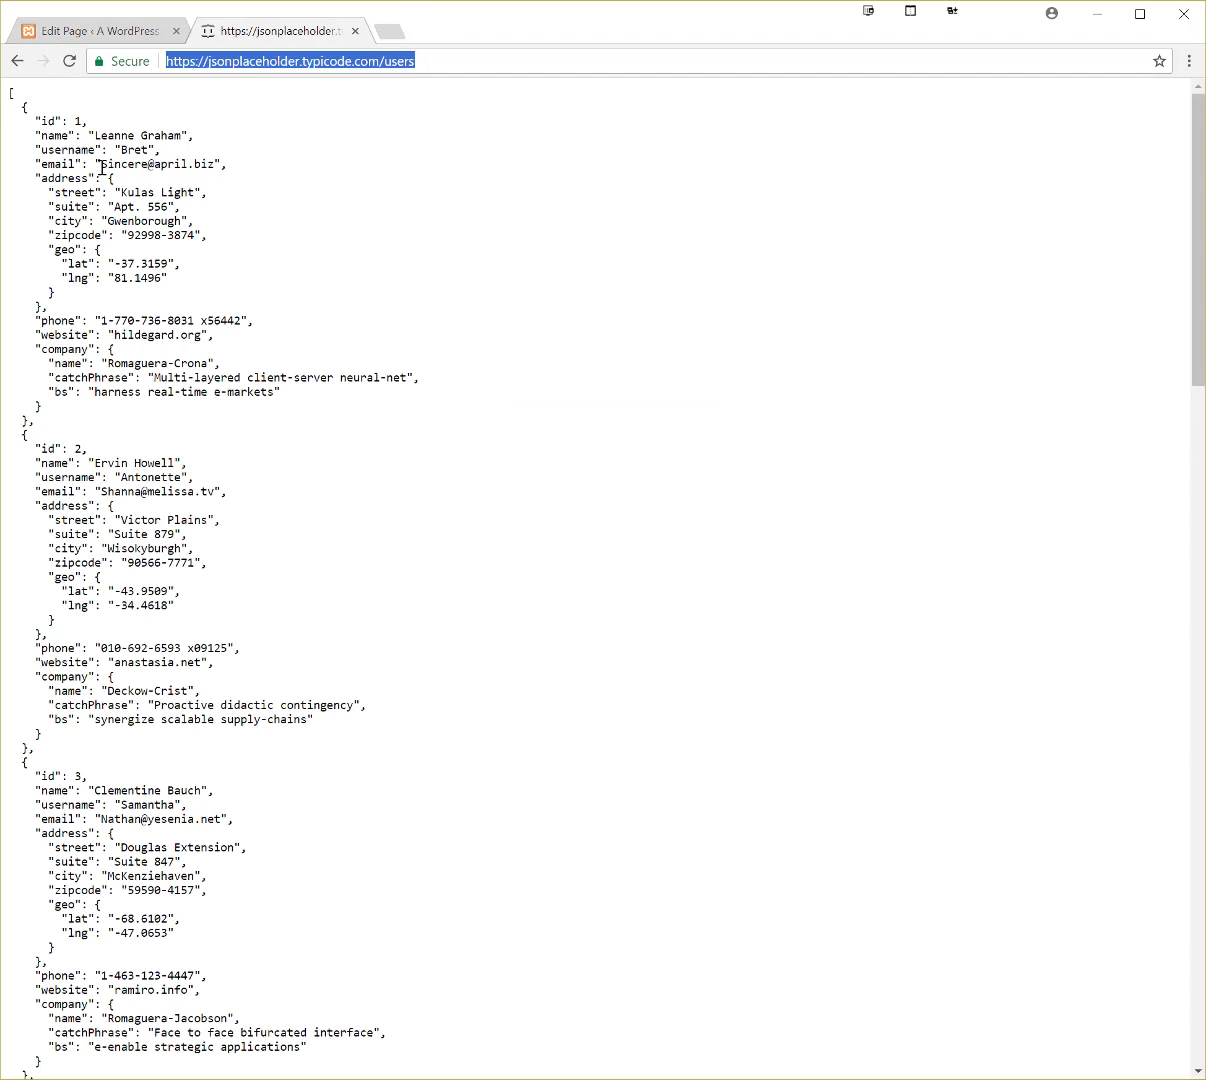 Edit Page ‹ A WordPress
https://jsonplaceholder.t
Secure
https://jsonplaceholder.typicode.com/users
[
  {
    "id": 1,
    "name": "Leanne Graham",
    "username": "Bret",
    "email": "Sincere@april.biz",
    "address": {
      "street": "Kulas Light",
      "suite": "Apt. 556",
      "city": "Gwenborough",
      "zipcode": "92998-3874",
      "geo": {
        "lat": "-37.3159",
        "lng": "81.1496"
      }
    },
    "phone": "1-770-736-8031 x56442",
    "website": "hildegard.org",
    "company": {
      "name": "Romaguera-Crona",
      "catchPhrase": "Multi-layered client-server neural-net",
      "bs": "harness real-time e-markets"
    }
  },
  {
    "id": 2,
    "name": "Ervin Howell",
    "username": "Antonette",
    "email": "Shanna@melissa.tv",
    "address": {
      "street": "Victor Plains",
      "suite": "Suite 879",
      "city": "Wisokyburgh",
      "zipcode": "90566-7771",
      "geo": {
        "lat": "-43.9509",
        "lng": "-34.4618"
      }
    },
    "phone": "010-692-6593 x09125",
    "website": "anastasia.net",
    "company": {
      "name": "Deckow-Crist",
      "catchPhrase": "Proactive didactic contingency",
      "bs": "synergize scalable supply-chains"
    }
  },
  {
    "id": 3,
    "name": "Clementine Bauch",
    "username": "Samantha",
    "email": "Nathan@yesenia.net",
    "address": {
      "street": "Douglas Extension",
      "suite": "Suite 847",
      "city": "McKenziehaven",
      "zipcode": "59590-4157",
      "geo": {
        "lat": "-68.6102",
        "lng": "-47.0653"
      }
    },
    "phone": "1-463-123-4447",
    "website": "ramiro.info",
    "company": {
      "name": "Romaguera-Jacobson",
      "catchPhrase": "Face to face bifurcated interface",
      "bs": "e-enable strategic applications"
    }
  },